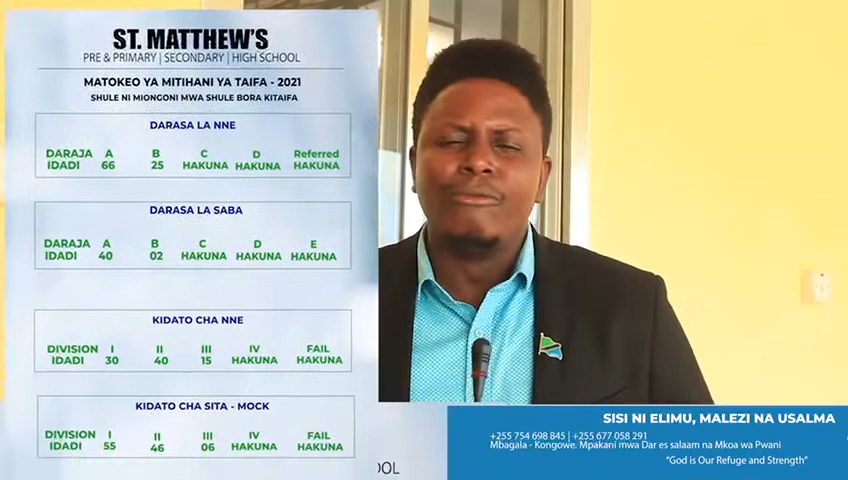 ST. MATTHEW'S
PRE & PRIMARY | SECONDARY | HIGH SCHOOL
MATOKEO YA MITIHANI YA TAIFA - 2021
SHULE NI MIONGONI MWA SHULE BORA KITAIFA
DARASA LA NNE
DARAJA A B C D Referred
IDADI 66 25 HAKUNA HAKUNA HAKUNA
DARASA LA SABA
DARAJA A B C D E
IDADI 40 02 HAKUNA HAKUNA HAKUNA
KIDATO CHA NNE
DIVISION I II III IV FAIL
IDADI 30 40 15 HAKUNA HAKUNA
KIDATO CHA SITA - MOCK
DIVISION I II III IV FAIL
IDADI 55 46 06 HAKUNA HAKUNA
OOL
SISI NI ELIMU, MALEZI NA USALMA
+255 754 698 845 | +255 677 058 291
Mbagala - Kongowe. Mpakani mwa Dar es salaam na Mkoa wa Pwani
"God is Our Refuge and Strength"